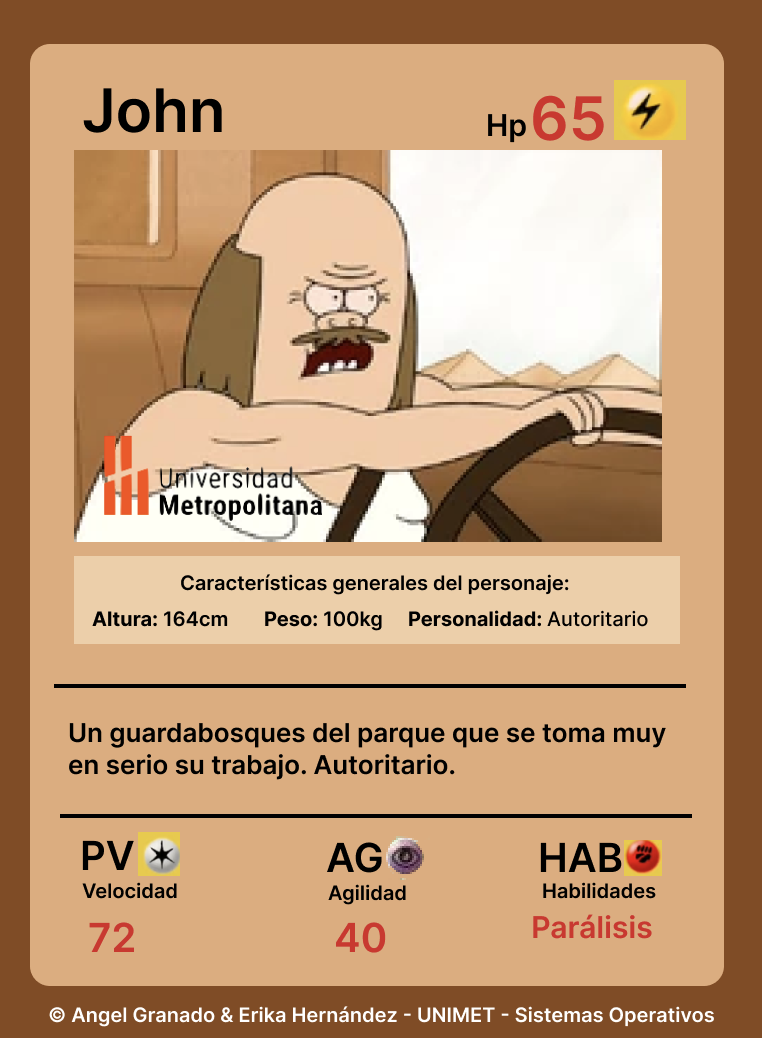 John
Hp 65
Universidad
Metropolitana
Características generales del personaje:
Altura: 164cm Peso: 100kg Personalidad: Autoritario
Un guardabosques del parque que se toma muy
en serio su trabajo. Autoritario.
PV AG HAB
Velocidad Agilidad Habilidades
72 40 Parálisis
© Angel Granado & Erika Hernández - UNIMET - Sistemas Operativos